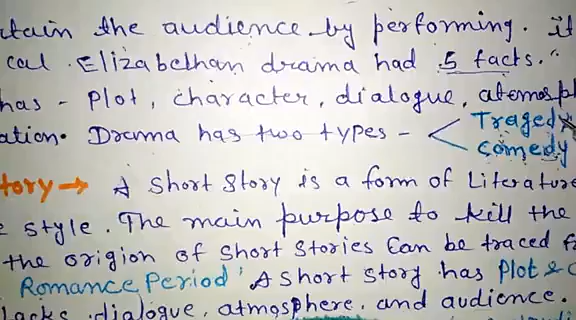 tain the audience by performing. it
cal Elizabethan drama had 5 facts."
has - Plot, character, dialogue, atomosph
ation. Drama has two types - Tragedy
Comedy
tory → A short story is a form of Literature
style. The main purpose to kill the
the origion of short stories can be traced f
Romance Period' A short story has Plot & c
lacks dialogue, atmosphere, and audience.